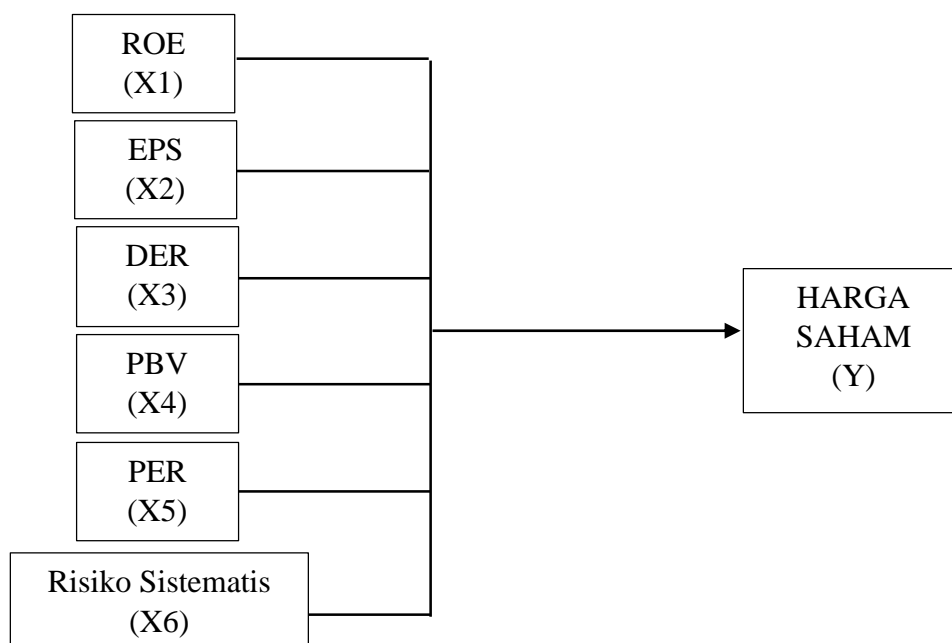 ROE
(X1)
EPS
(X2)
DER
(X3)
PBV
(X4)
PER
(X5)
Risiko Sistematis
(X6)
HARGA
SAHAM
(Y)